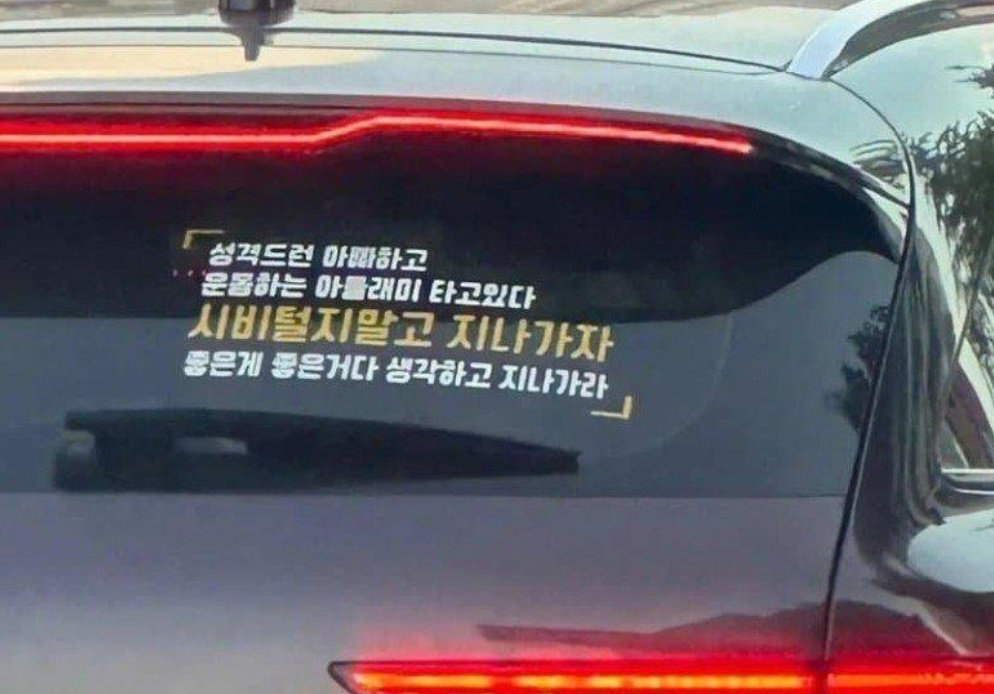 성격드런 아빠하고
운동하는 아들래미 타고있다
시비털지말고 지나가자
좋은게 좋은거다 생각하고 지나가라